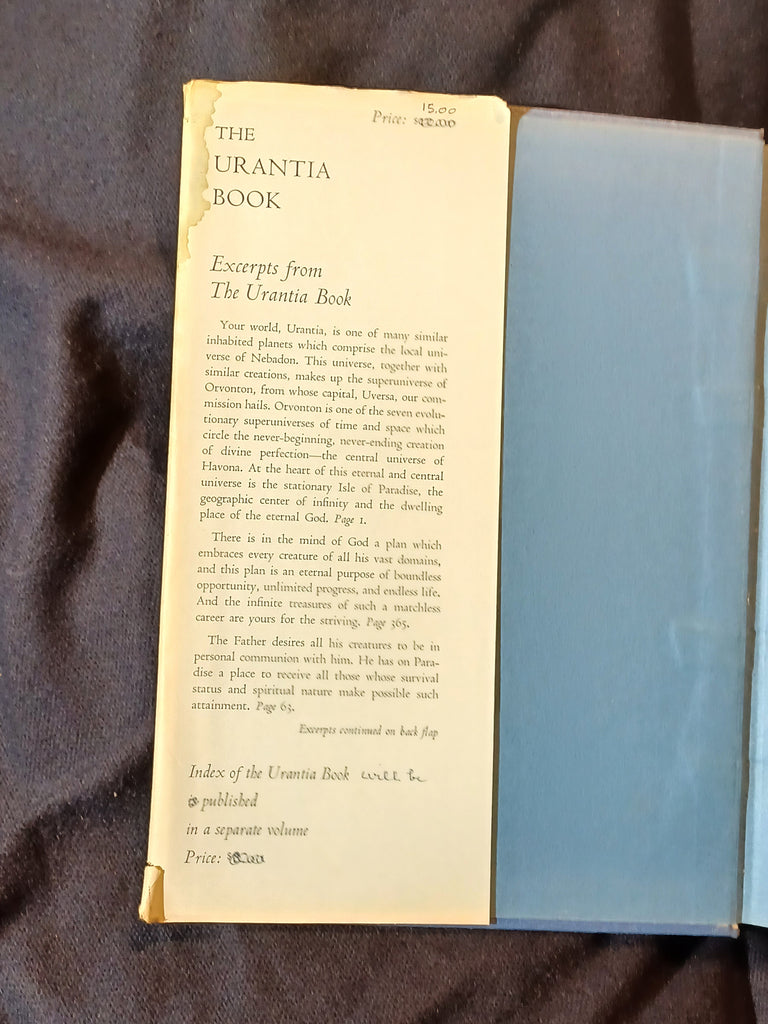 15.00
Price:
THE
URANTIA
BOOK
Excerpts from
The Urantia Book
Your world, Urantia, is one of many similar
inhabited planets which comprise the local uni-
verse of Nebadon. This universe, together with
similar creations, makes up the superuniverse of
Orvonton, from whose capital, Uversa, our com-
mission hails. Orvonton is one of the seven evolu-
tionary superuniverses of time and space which
circle the never-beginning, never-ending creation
of divine perfection—the central universe of
Havona. At the heart of this eternal and central
universe is the stationary Isle of Paradise, the
geographic center of infinity and the dwelling
place of the eternal God. Page 1.
There is in the mind of God a plan which
embraces every creature of all his vast domains,
and this plan is an eternal purpose of boundless
opportunity, unlimited progress, and endless life.
And the infinite treasures of such a matchless
career are yours for the striving. Page 365.
The Father desires all his creatures to be in
personal communion with him. He has on Para-
dise a place to receive all those whose survival
status and spiritual nature make possible such
attainment. Page 63.
Excerpts continued on back flap
Index of the Urantia Book will be
is published
in a separate volume
Price: